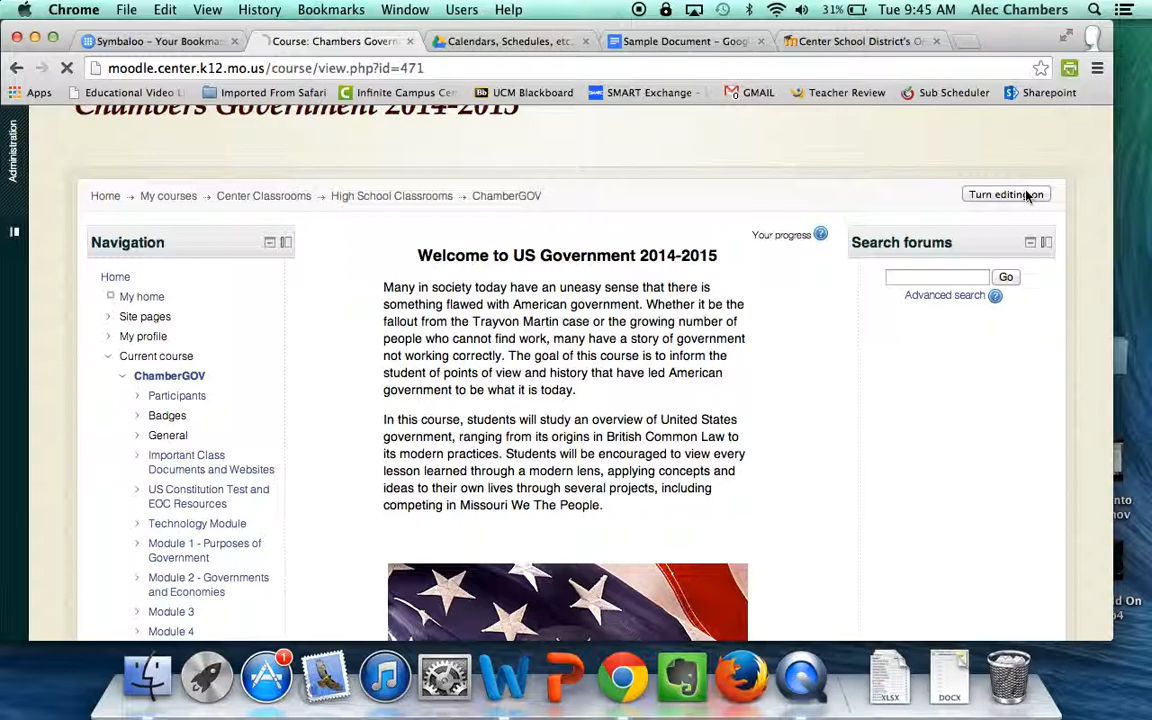 Chrome File Edit View History Bookmarks Window Users Help 31% Tue 9:45 AM Alec Chambers
Symbaloo – Your Bookma
Course: Chambers Govern
Calendars, Schedules, etc.
Sample Document – Goog
Center School District's O
moodle.center.k12.mo.us/course/view.php?id=471
Apps Educational Video L Imported From Safari Infinite Campus Cen UCM Blackboard SMART Exchange - GMAIL Teacher Review Sub Scheduler Sharepoint
Administration
Chambers Government 2014-2015
Home → My courses → Center Classrooms → High School Classrooms → ChamberGOV
Turn editing on
Navigation
Home
My home
Site pages
My profile
Current course
ChamberGOV
Participants
Badges
General
Important Class
Documents and Websites
US Constitution Test and
EOC Resources
Technology Module
Module 1 - Purposes of
Government
Module 2 - Governments
and Economies
Module 3
Module 4
Your progress
Welcome to US Government 2014-2015
Many in society today have an uneasy sense that there is
something flawed with American government. Whether it be the
fallout from the Trayvon Martin case or the growing number of
people who cannot find work, many have a story of government
not working correctly. The goal of this course is to inform the
student of points of view and history that have led American
government to be what it is today.
In this course, students will study an overview of United States
government, ranging from its origins in British Common Law to
its modern practices. Students will be encouraged to view every
lesson learned through a modern lens, applying concepts and
ideas to their own lives through several projects, including
competing in Missouri We The People.
Search forums
Go
Advanced search
nto
nov
d On
p4
1
XLSX
DOCX